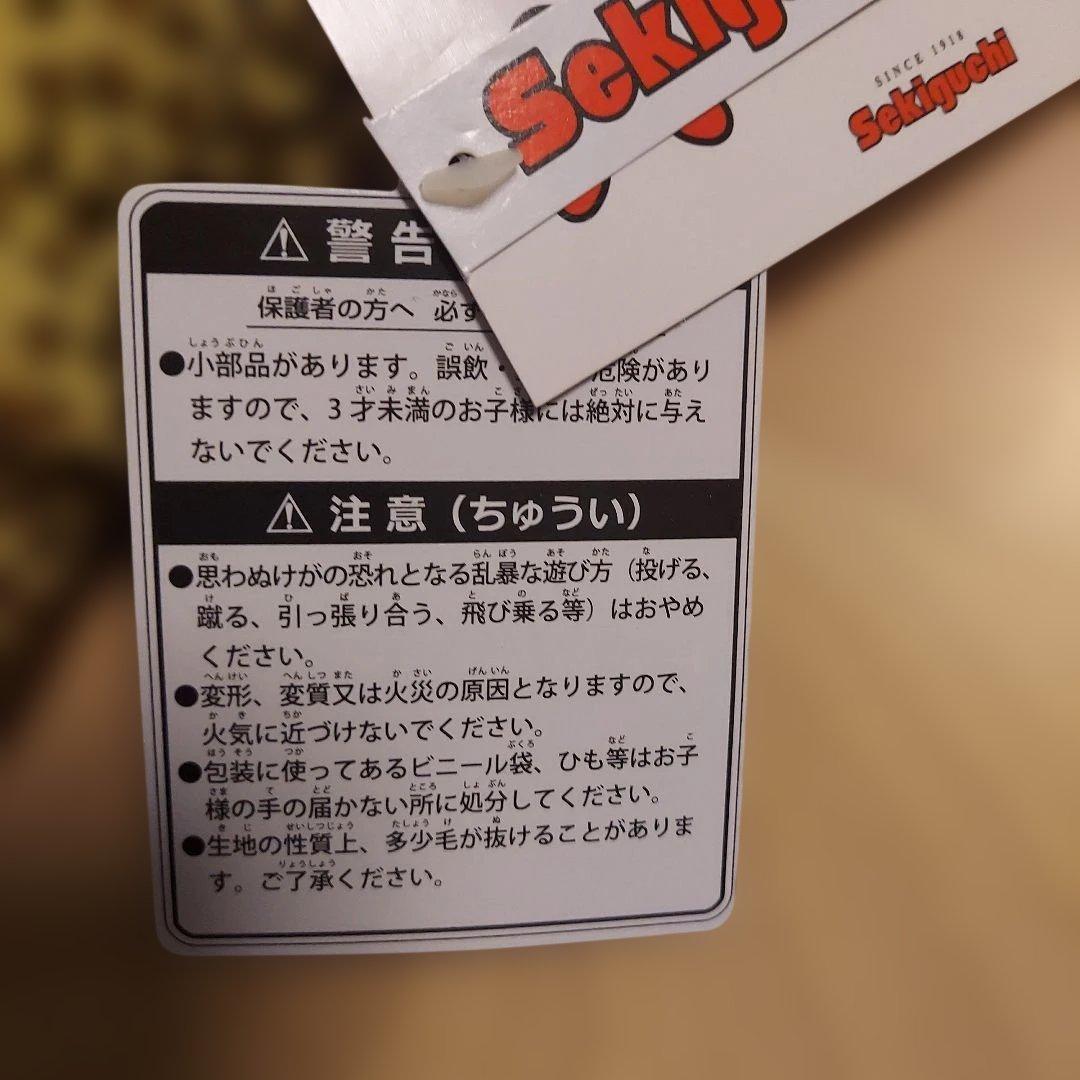 Sekig
SINCE 1918
Sekiguchi
警告
保護者の方へ 必ず
●小部品があります。誤飲・ 危険があり
ますので、3才未満のお子様には絶対に与え
ないでください。
注意（ちゅうい）
●思わぬけがの恐れとなる乱暴な遊び方（投げる、
蹴る、引っ張り合う、飛び乗る等）はおやめ
ください。
●変形、変質又は火災の原因となりますので、
火気に近づけないでください。
●包装に使ってあるビニール袋、ひも等はお子
様の手の届かない所に処分してください。
●生地の性質上、多少毛が抜けることがありま
す。ご了承ください。